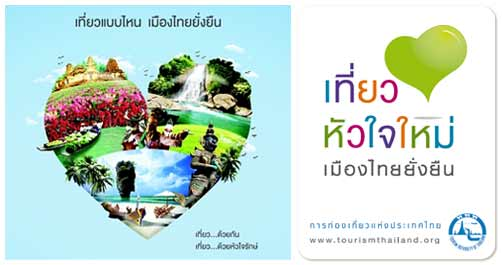 เที่ยวแบบไหน เมืองไทยยั่งยืน
เที่ยว...ด้วยกัน
เที่ยว...ด้วยหัวใจรักษ์
เที่ยว
หัวใจใหม่
เมืองไทยยั่งยืน
การท่องเที่ยวแห่งประเทศไทย
www.tourismthailand.org